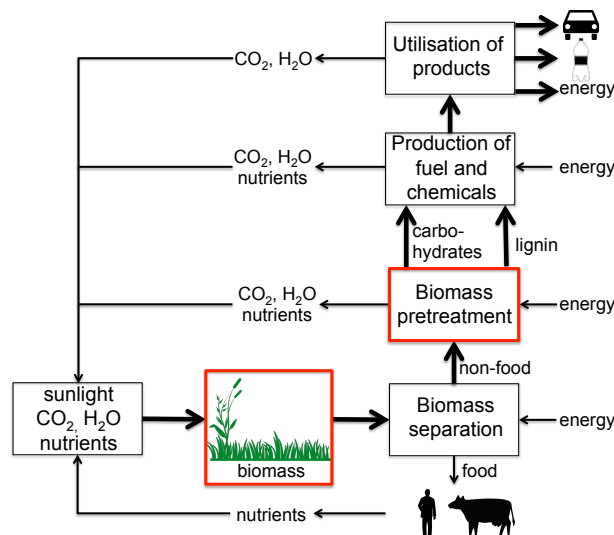 Utilisation of
products
CO₂, H₂O
energy
Production of
fuel and
chemicals
CO₂, H₂O
nutrients
energy
carbo-
hydrates
lignin
Biomass
pretreatment
CO₂, H₂O
nutrients
energy
non-food
sunlight
CO₂, H₂O
nutrients
biomass
Biomass
separation
energy
food
nutrients